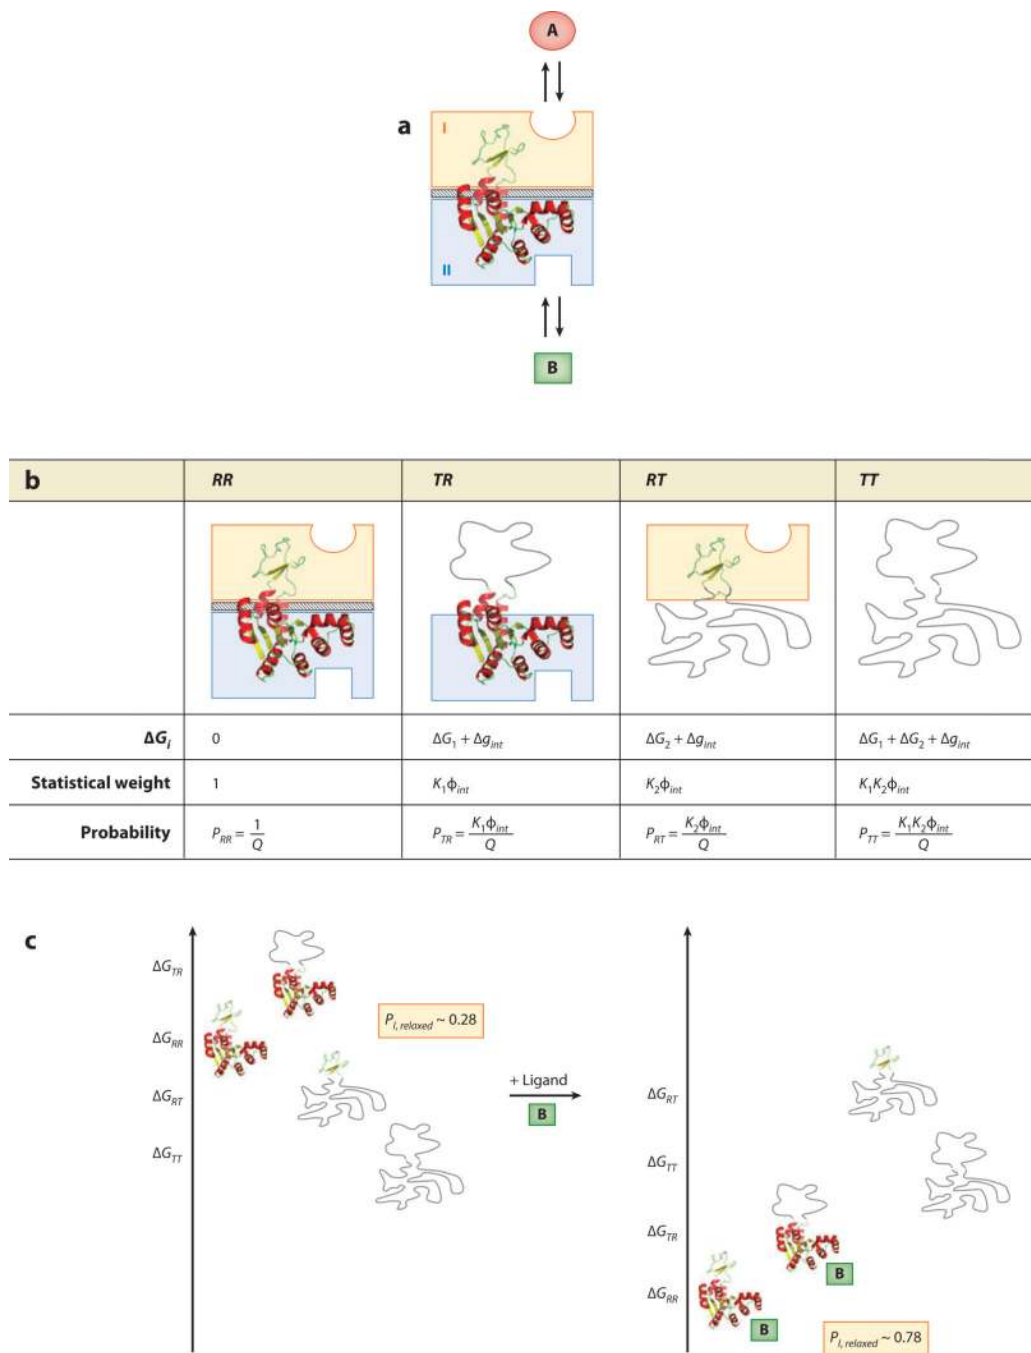 A
a
I
II
B
b RR TR RT TT
ΔG_i 0 ΔG_1 + Δg_int ΔG_2 + Δg_int ΔG_1 + ΔG_2 + Δg_int
Statistical weight 1 K_1ϕ_int K_2ϕ_int K_1K_2ϕ_int
Probability P_RR = 1/Q P_TR = K_1ϕ_int/Q P_RT = K_2ϕ_int/Q P_TT = K_1K_2ϕ_int/Q
c
ΔG_TR
ΔG_RR
ΔG_RT
ΔG_TT
P_I, relaxed ~ 0.28
+ Ligand
B
ΔG_RT
ΔG_TT
ΔG_TR
ΔG_RR
B
B
P_I, relaxed ~ 0.78